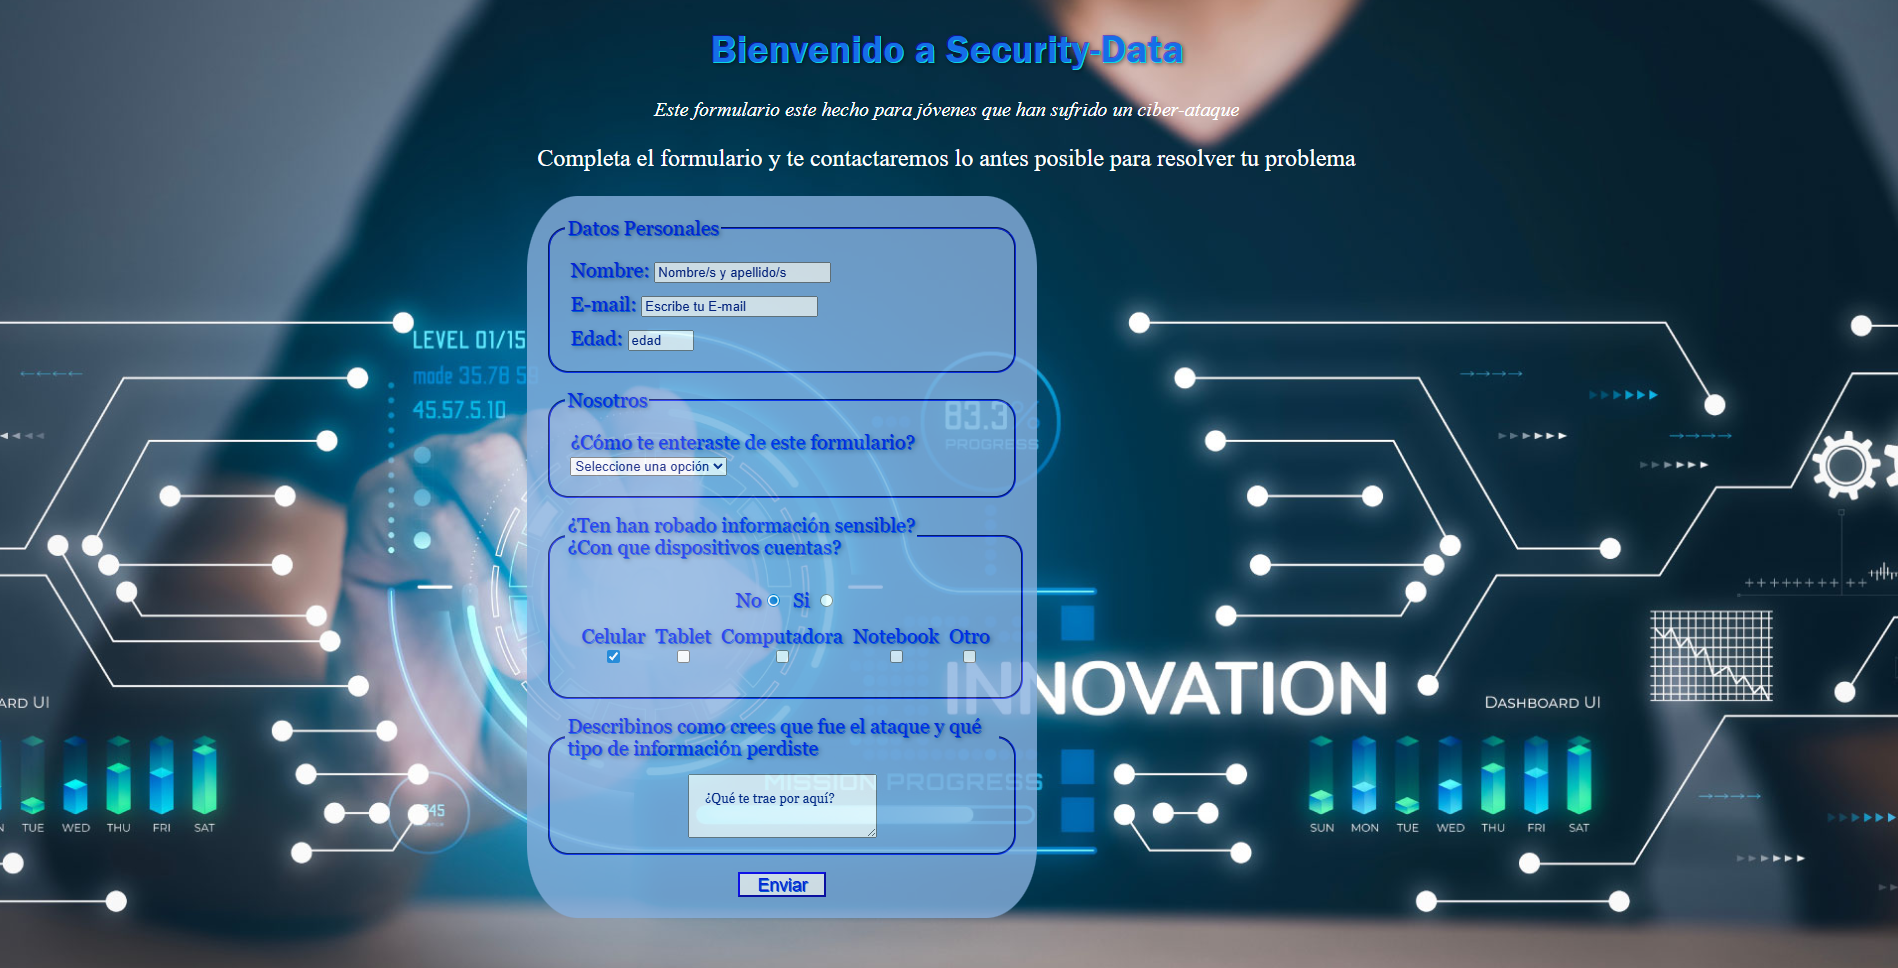 Bienvenido a Security-Data
Este formulario este hecho para jóvenes que han sufrido un ciber-ataque
Completa el formulario y te contactaremos lo antes posible para resolver tu problema
Datos Personales
Nombre: Nombre/s y apellido/s
E-mail: Escribe tu E-mail
Edad: edad
LEVEL 01/15
mode 35.78 58
45.57.5.10
Nosotros
83.3%
PROGRESS
¿Cómo te enteraste de este formulario?
Seleccione una opción
¿Ten han robado información sensible?
¿Con que dispositivos cuentas?
No Si
Celular Tablet Computadora Notebook Otro
INNOVATION
ARD UI
DASHBOARD UI
Describinos como crees que fue el ataque y qué
tipo de información perdiste
MISSION PROGRESS
¿Qué te trae por aquí?
N TUE WED THU FRI SAT
SUN MON TUE WED THU FRI SAT
Enviar